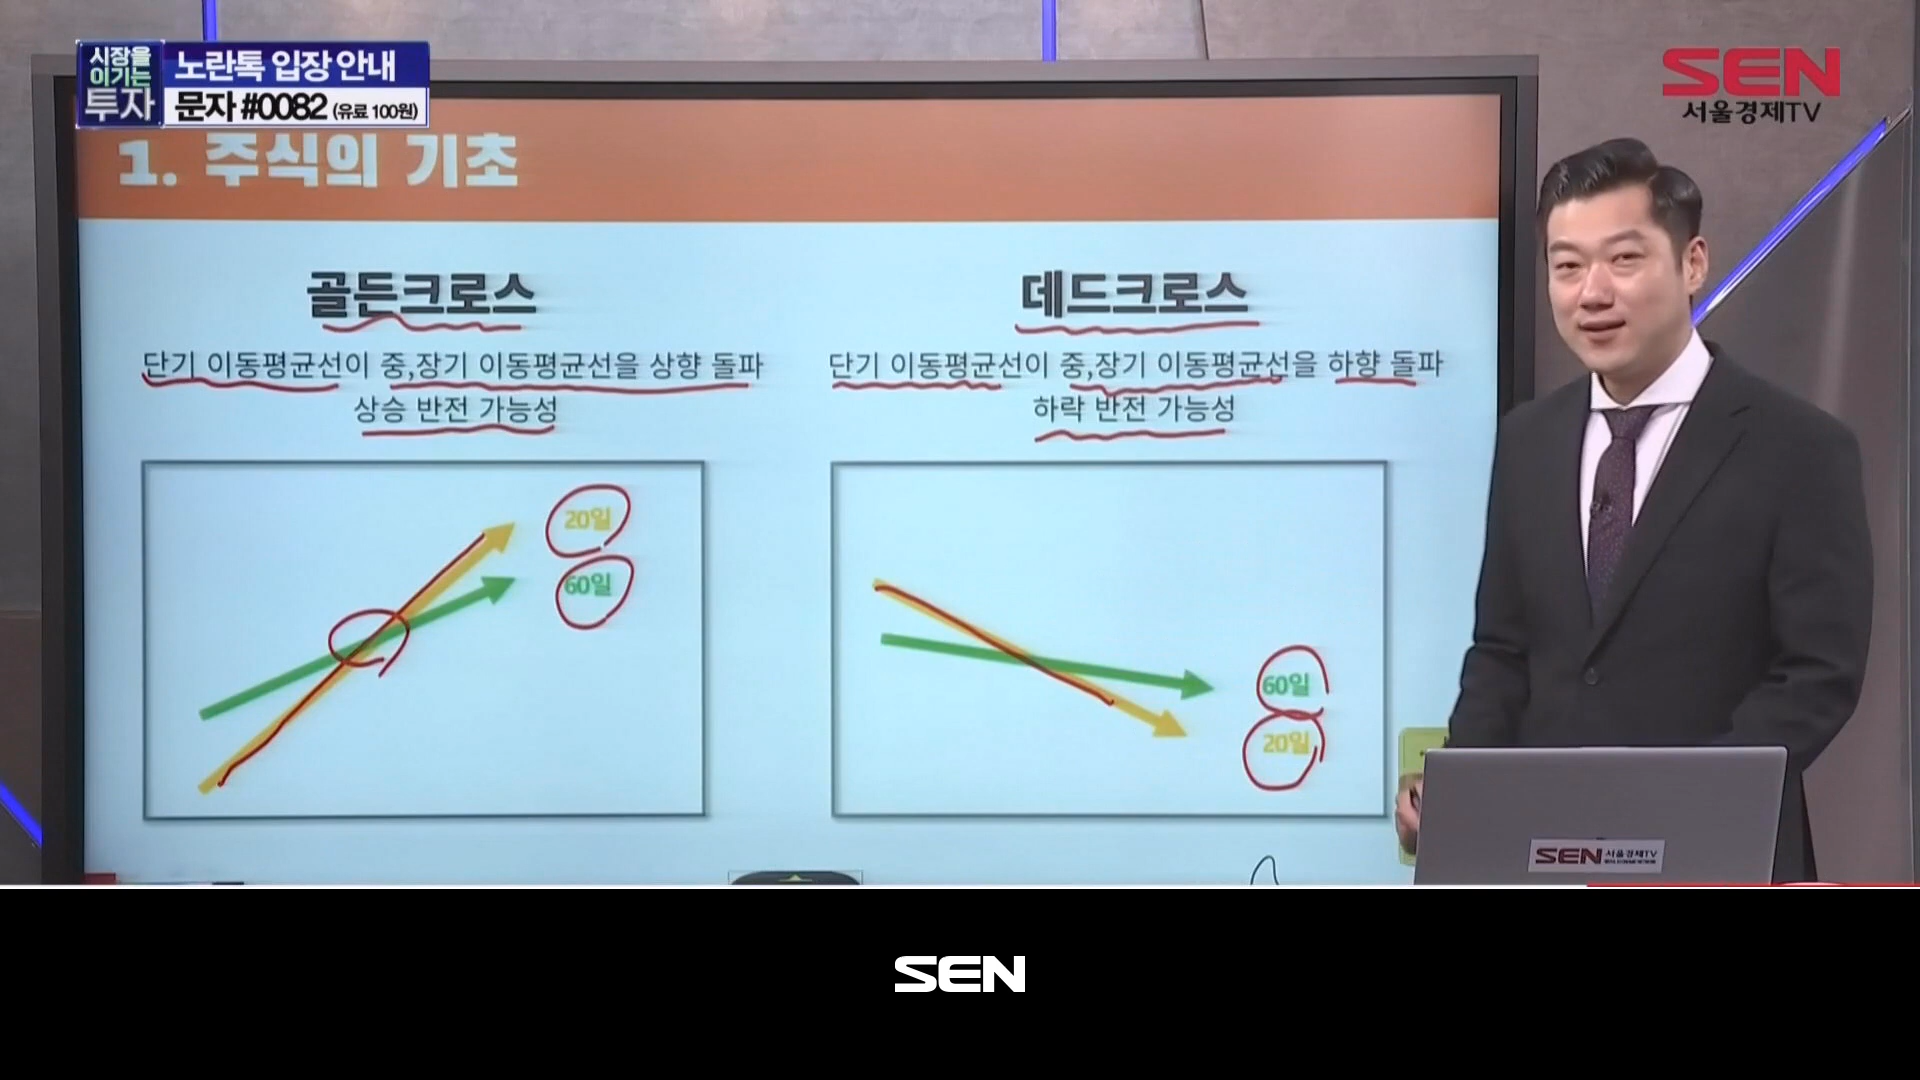 시장을
이기는
투자
노란톡 입장 안내
문자 #0082 (유료 100원)
SEN
서울경제TV
1. 주식의 기초
골든크로스
단기 이동평균선이 중,장기 이동평균선을 상향 돌파
상승 반전 가능성
20일
60일
데드크로스
단기 이동평균선이 중,장기 이동평균선을 하향 돌파
하락 반전 가능성
60일
20일
SEN 서울경제TV
SEN